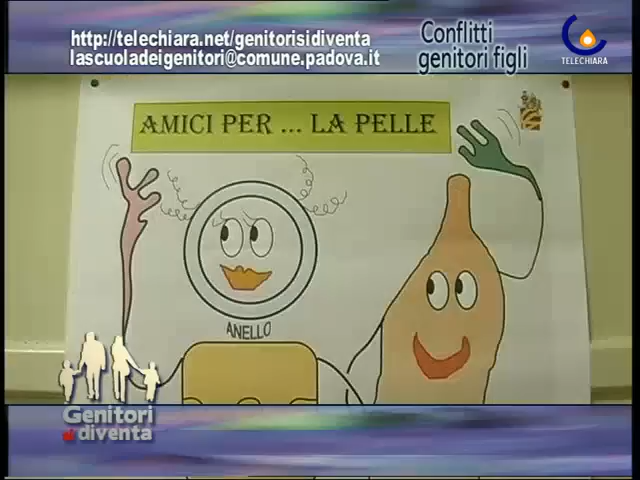 http://telechiara.net/genitorisidiventa
lascuoladeigenitori@comune.padova.it
Conflitti
genitori figli
TELECHIARA
AMICI PER ... LA PELLE
ANELLO
Genitori
si diventa